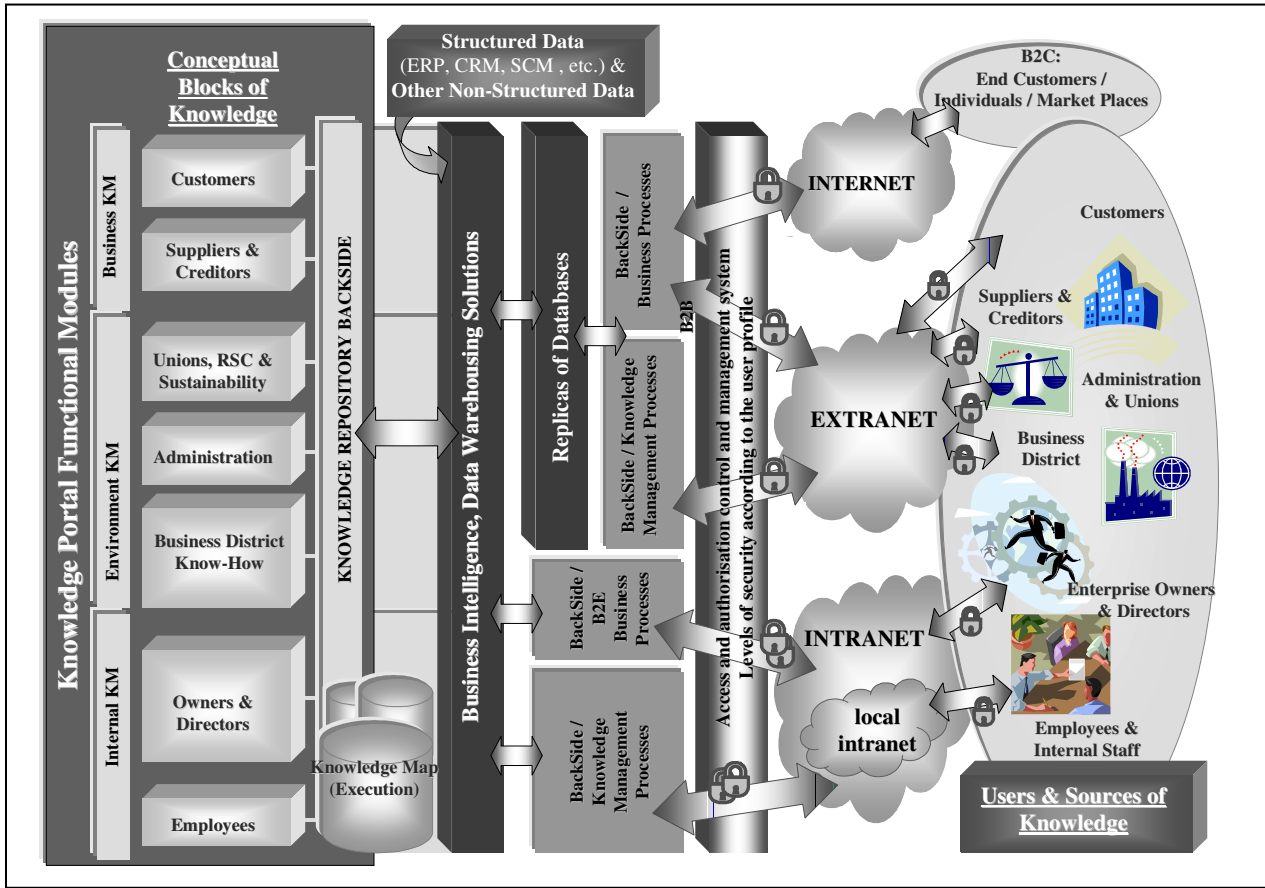 Structured Data
(ERP, CRM, SCM , etc.) &
Other Non-Structured Data
Conceptual
Blocks of
Knowledge
Knowledge Portal Functional Modules
Business KM
Environment KM
Internal KM
Customers
Suppliers &
Creditors
Unions, RSC &
Sustainability
Administration
Business District
Know-How
Owners &
Directors
Employees
KNOWLEDGE REPOSITORY BACKSIDE
Knowledge Map
(Execution)
Business Intelligence, Data Warehousing Solutions
Replicas of Databases
BackSide /
Business Processes
BackSide / Knowledge
Management Processes
BackSide /
B2E
Business
Processes
BackSide /
Knowledge
Management
Processes
B2B
Access and authorisation control and management system
Levels of security according to the user profile
INTERNET
EXTRANET
INTRANET
local
intranet
B2C:
End Customers /
Individuals / Market Places
Customers
Suppliers &
Creditors
Administration
& Unions
Business
District
Enterprise Owners
& Directors
Employees &
Internal Staff
Users & Sources of
Knowledge